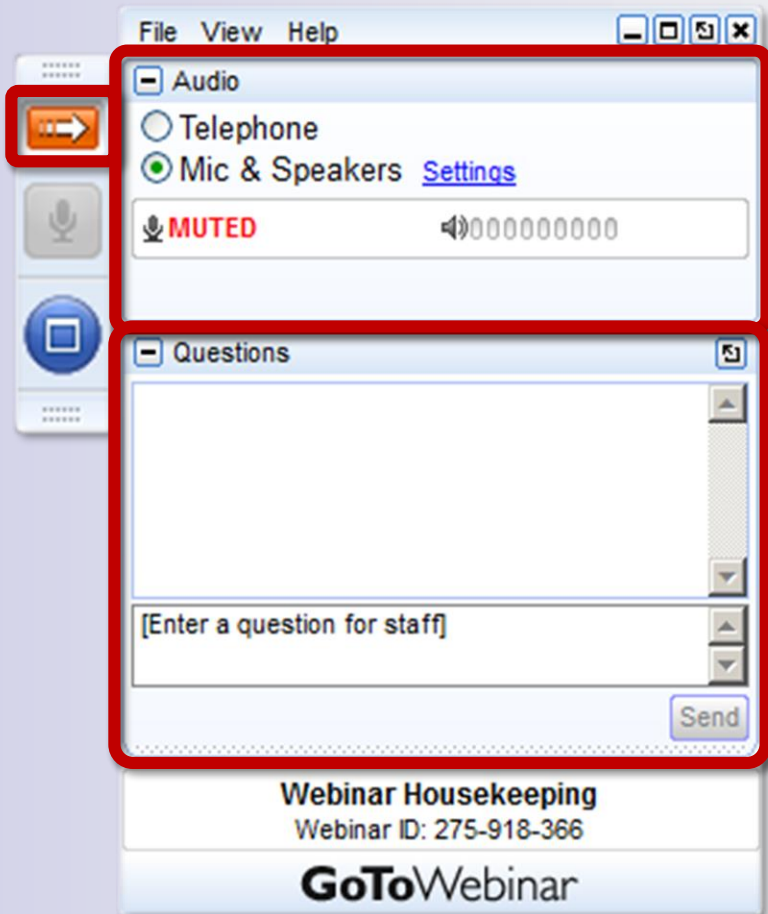 File View Help
Audio
Telephone
Mic & Speakers Settings
MUTED
Questions
[Enter a question for staff]
Send
Webinar Housekeeping
Webinar ID: 275-918-366
GoToWebinar